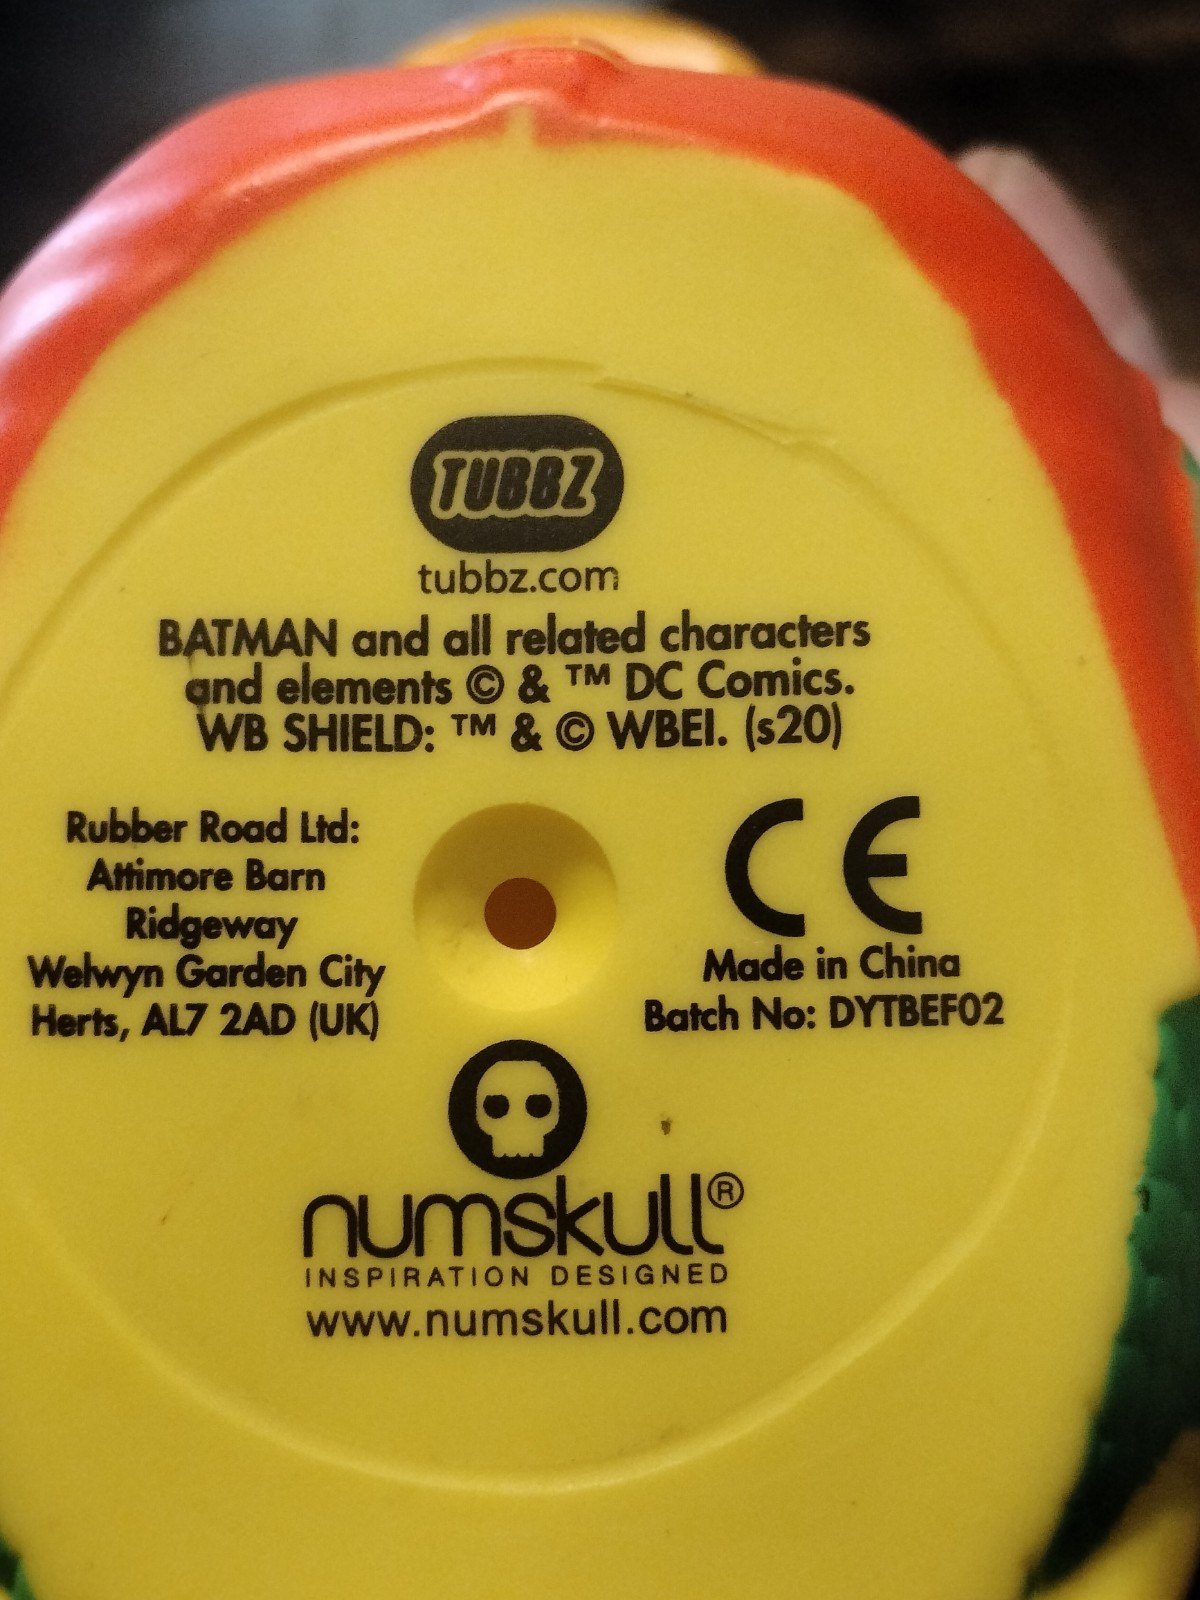 TUBBZ
tubbz.com
BATMAN and all related characters
and elements © & ™ DC Comics.
WB SHIELD: ™ & © WBEI. (s20)
Rubber Road Ltd:
Attimore Barn
Ridgeway
Welwyn Garden City
Herts, AL7 2AD (UK)
CE
Made in China
Batch No: DYTBEF02
numskull®
INSPIRATION DESIGNED
www.numskull.com